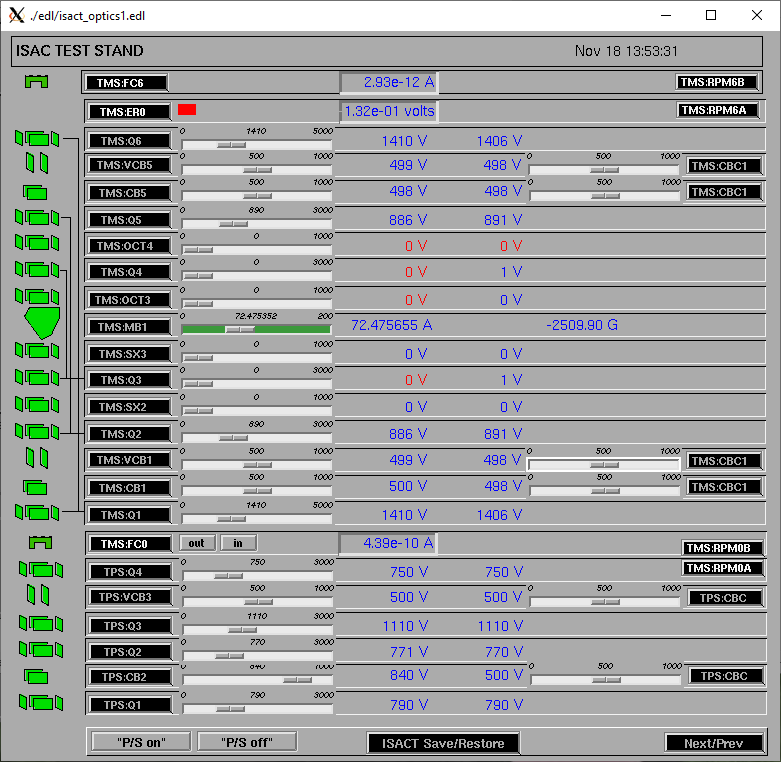 ./edl/isact_optics1.edl
ISAC TEST STAND Nov 18 13:53:31
TMS:FC6 2.93e-12 A TMS:RPM6B
TMS:ER0 1.32e-01 volts TMS:RPM6A
0 1410 5000
TMS:Q6 1410 V 1406 V
0 500 1000 0 500 1000
TMS:VCB5 499 V 498 V TMS:CBC1
0 500 1000 0 500 1000
TMS:CB5 498 V 498 V TMS:CBC1
0 890 3000
TMS:Q5 886 V 891 V
0 0 1000
TMS:OCT4 0 V 0 V
0 0 3000
TMS:Q4 0 V 1 V
0 0 1000
TMS:OCT3 0 V 0 V
0 72.475352 200
TMS:MB1 72.475655 A -2509.90 G
0 0 1000
TMS:SX3 0 V 0 V
0 0 3000
TMS:Q3 0 V 1 V
0 0 1000
TMS:SX2 0 V 0 V
0 890 3000
TMS:Q2 886 V 891 V
0 500 1000 0 500 1000
TMS:VCB1 499 V 498 V TMS:CBC1
0 500 1000 0 500 1000
TMS:CB1 500 V 498 V TMS:CBC1
0 1410 5000
TMS:Q1 1410 V 1406 V
TMS:FC0 out in 4.39e-10 A TMS:RPM0B
0 750 3000 TMS:RPM0A
TPS:Q4 750 V 750 V
0 500 1000 0 500 1000
TPS:VCB3 500 V 500 V TPS:CBC
0 1110 3000
TPS:Q3 1110 V 1110 V
0 770 3000
TPS:Q2 771 V 770 V
0 840 1000 0 500 1000
TPS:CB2 840 V 500 V TPS:CBC
0 790 3000
TPS:Q1 790 V 790 V
"P/S on" "P/S off" ISACT Save/Restore Next/Prev